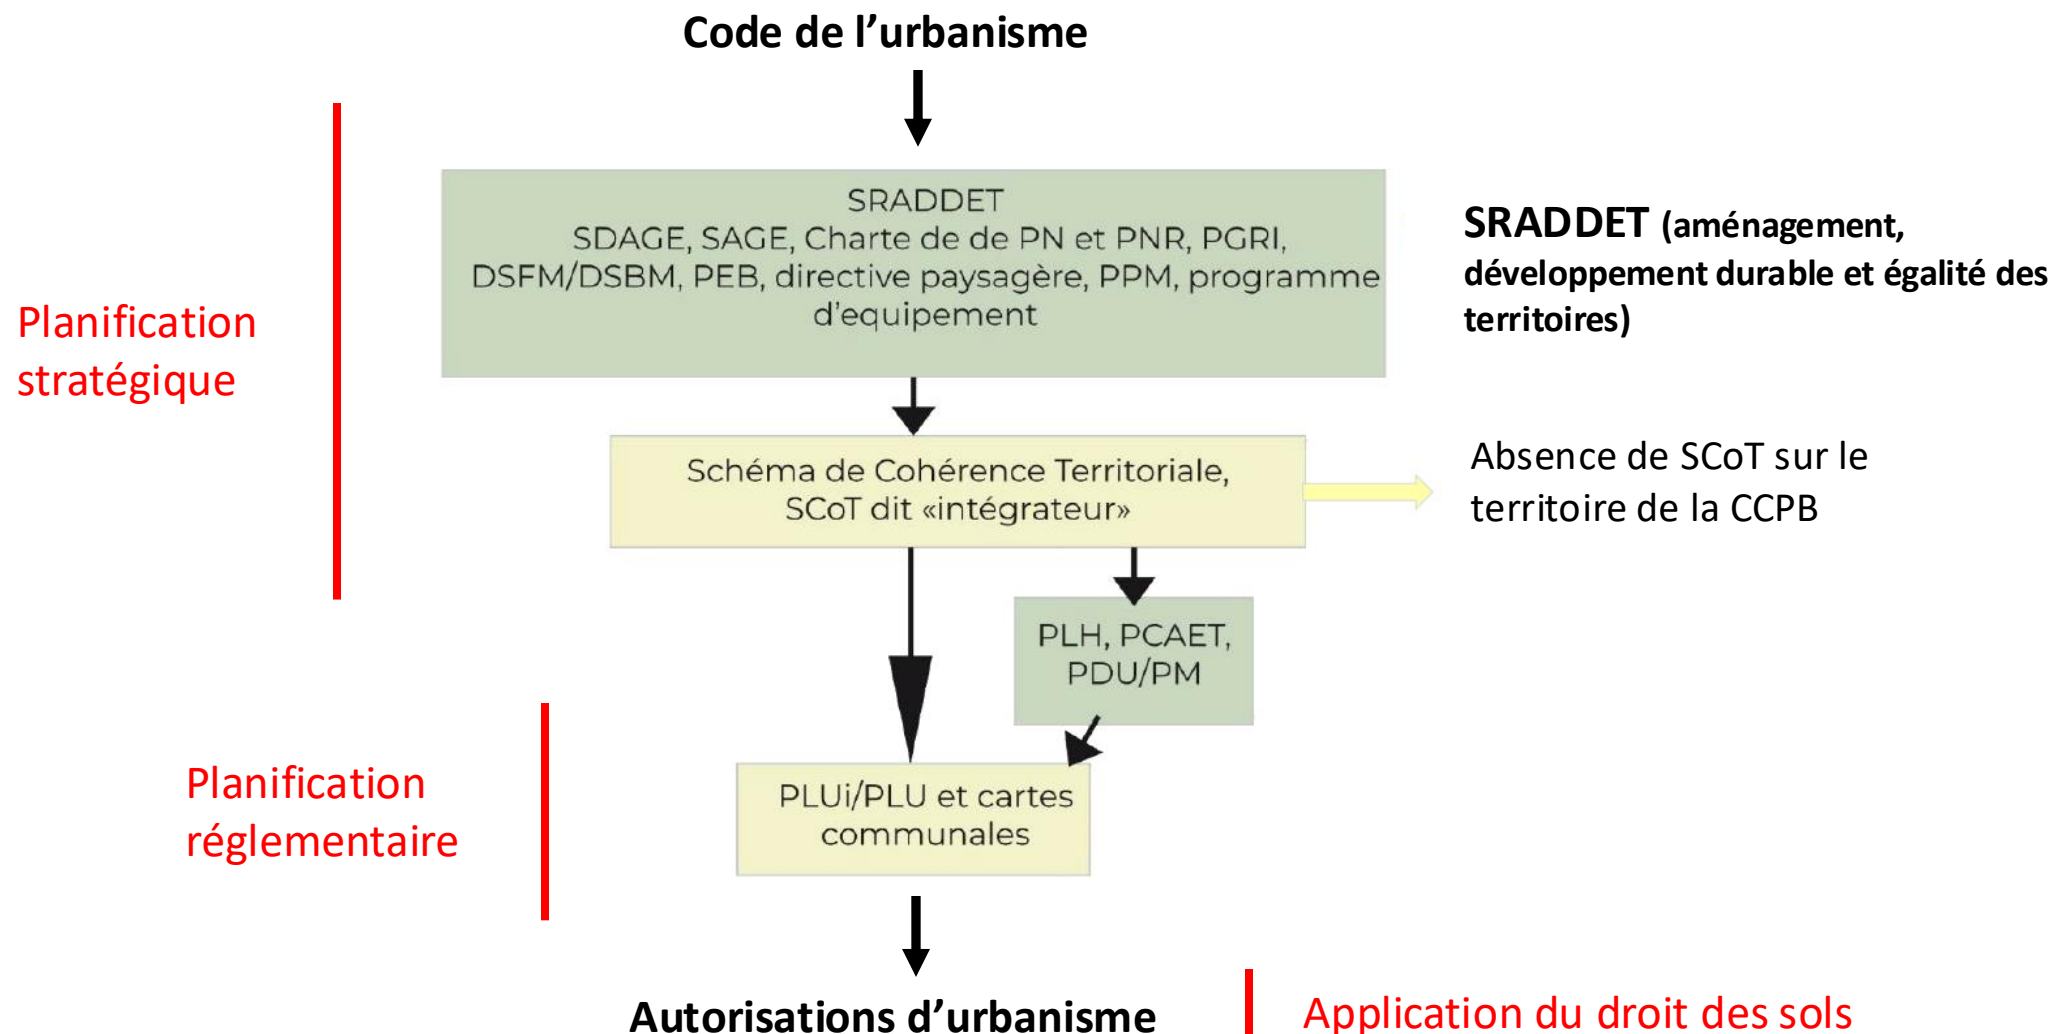 Code de l’urbanisme
SRADDET
SDAGE, SAGE, Charte de de PN et PNR, PGRI,
DSFM/DSBM, PEB, directive paysagère, PPM, programme
d'equipement
SRADDET (aménagement,
développement durable et égalité des
territoires)
Planification
stratégique
Schéma de Cohérence Territoriale,
SCoT dit «intégrateur»
Absence de SCoT sur le
territoire de la CCPB
PLH, PCAET,
PDU/PM
Planification
réglementaire
PLUi/PLU et cartes
communales
Autorisations d’urbanisme
Application du droit des sols